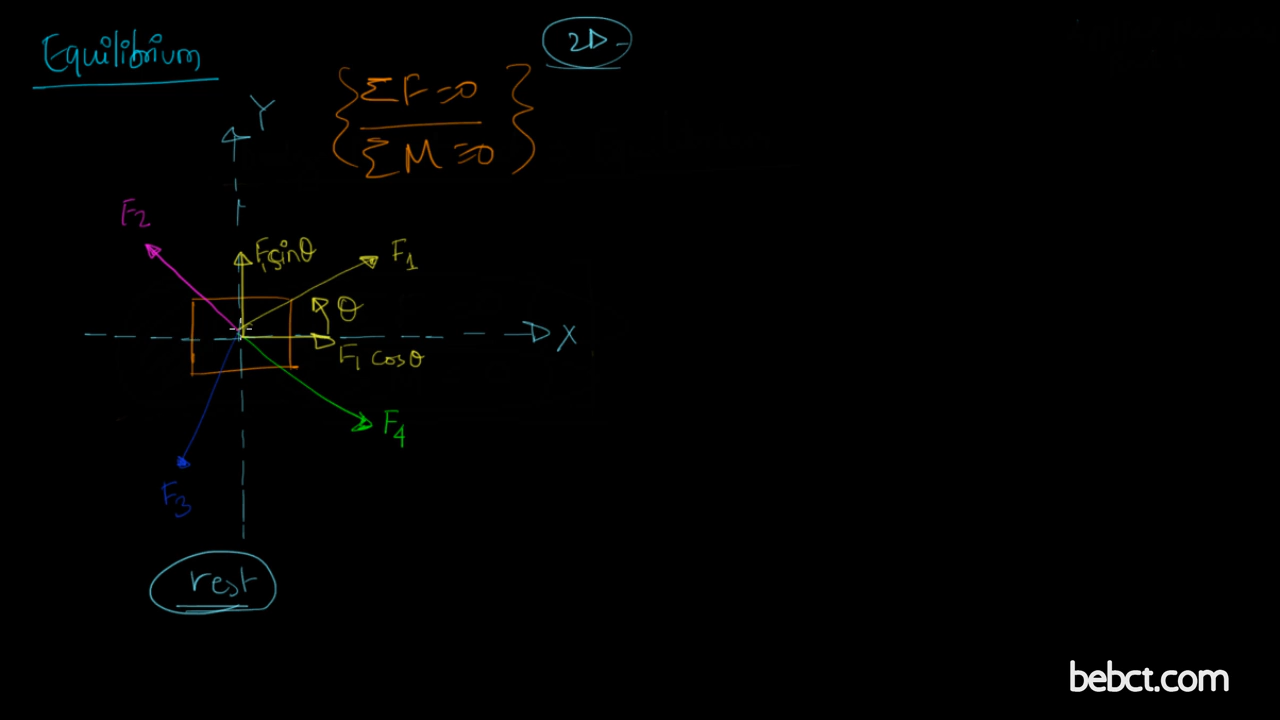 Equilibrium
2D
ΣF=0
ΣM=0
Y
F2
F1sinθ
F1
θ
X
F1 cosθ
F4
F3
rest
bebct.com